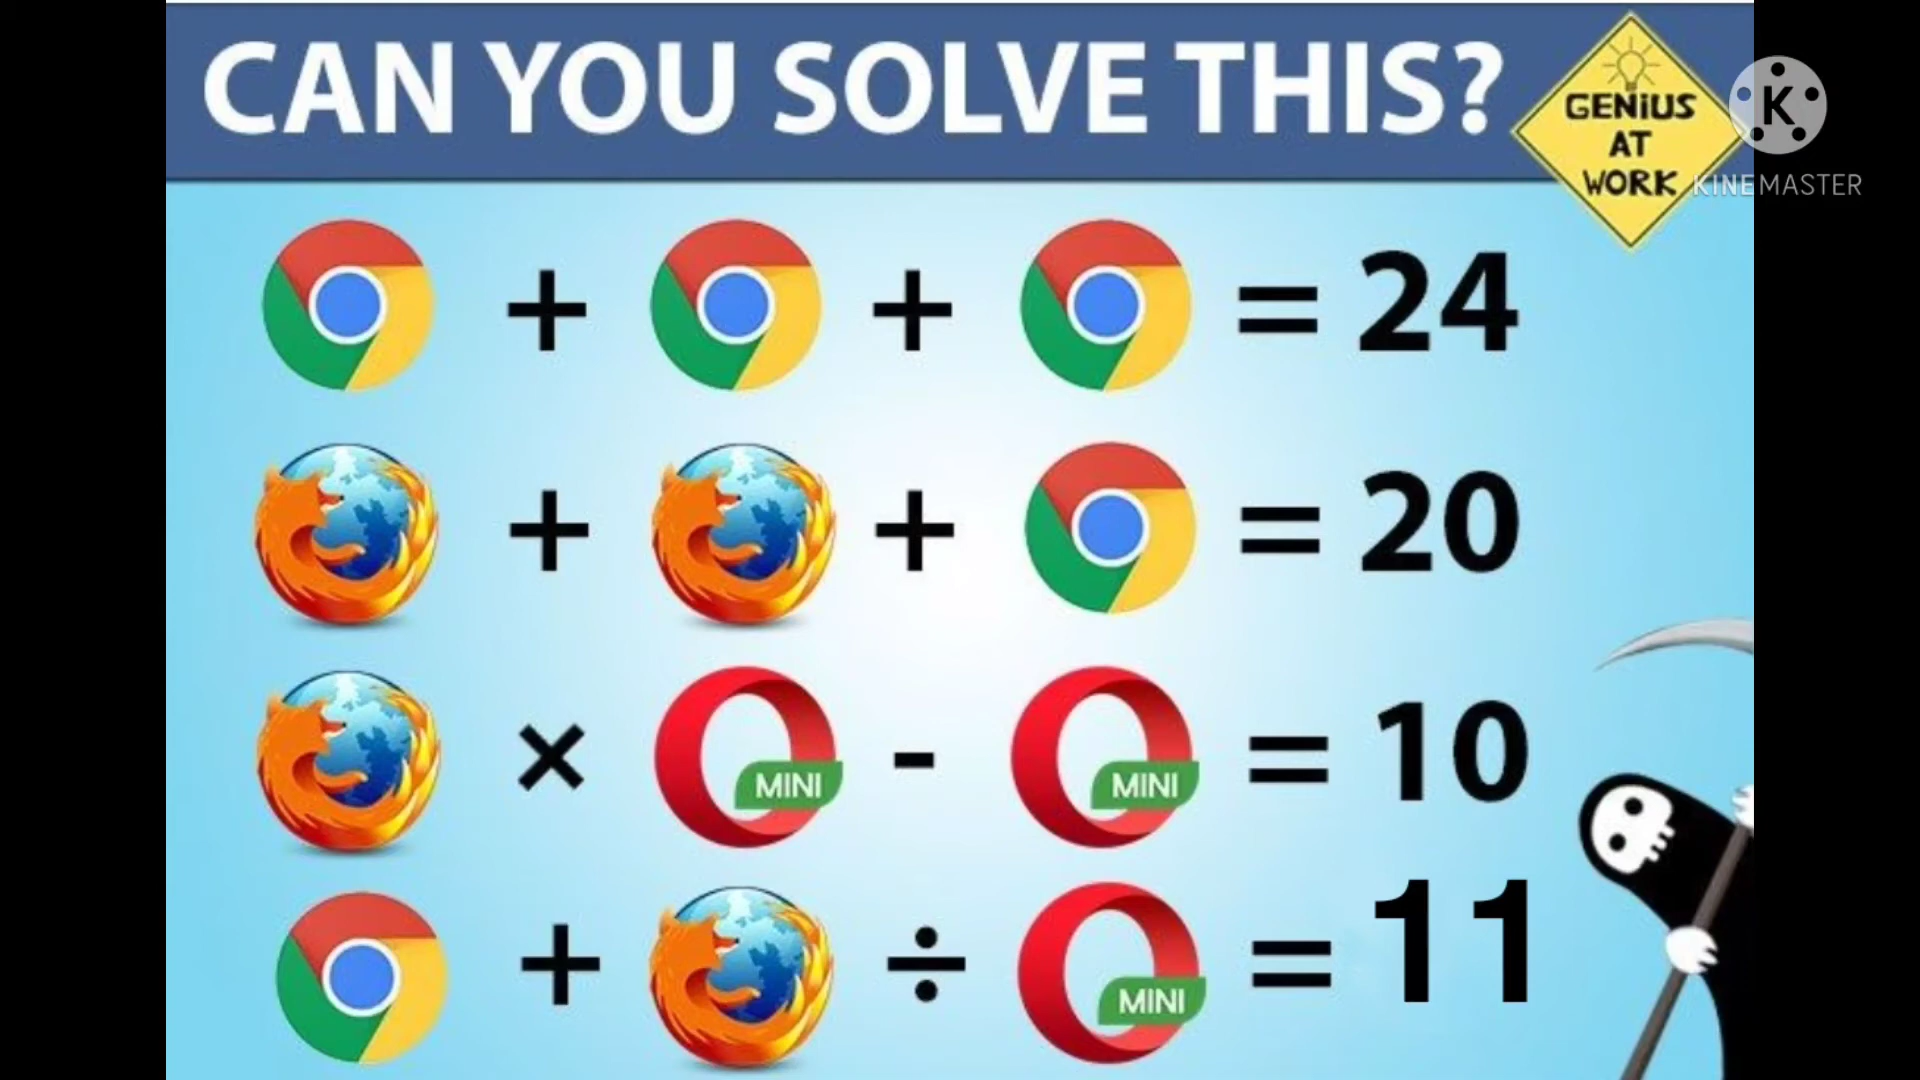 CAN YOU SOLVE THIS?
GENiUS
AT
WORK
K
KINEMASTER
+ + = 24
+ + = 20
× MINI - MINI = 10
+ ÷ MINI = 11